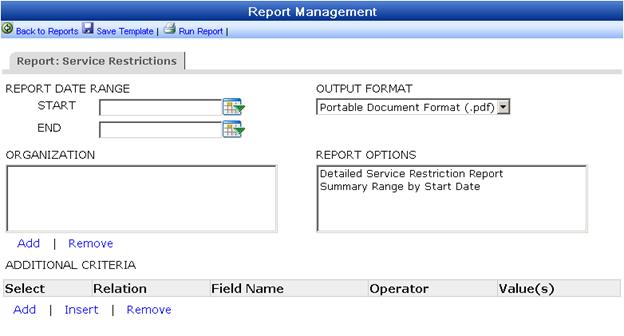 Report Management
Back to Reports Save Template | Run Report |
Report: Service Restrictions
REPORT DATE RANGE
START
END
OUTPUT FORMAT
Portable Document Format (.pdf)
ORGANIZATION
Add | Remove
REPORT OPTIONS
Detailed Service Restriction Report
Summary Range by Start Date
ADDITIONAL CRITERIA
Select Relation Field Name Operator Value(s)
Add | Insert | Remove